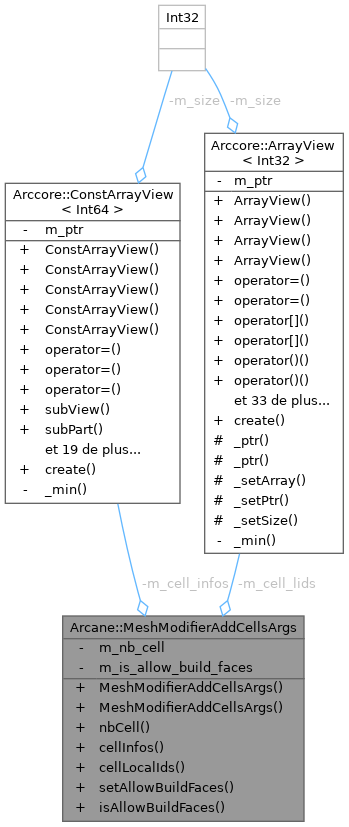 Int32
-m_size
-m_size
Arccore::ConstArrayView
< Int64 >
- m_ptr
+ ConstArrayView()
+ ConstArrayView()
+ ConstArrayView()
+ ConstArrayView()
+ ConstArrayView()
+ operator=()
+ operator=()
+ operator=()
+ subView()
+ subPart()
et 19 de plus...
+ create()
- _min()
Arccore::ArrayView
< Int32 >
- m_ptr
+ ArrayView()
+ ArrayView()
+ ArrayView()
+ ArrayView()
+ operator=()
+ operator=()
+ operator[]()
+ operator[]()
+ operator()()
+ operator()()
et 33 de plus...
+ create()
# _ptr()
# _ptr()
# _setArray()
# _setPtr()
# _setSize()
- _min()
-m_cell_infos
-m_cell_lids
Arcane::MeshModifierAddCellsArgs
- m_nb_cell
- m_is_allow_build_faces
+ MeshModifierAddCellsArgs()
+ MeshModifierAddCellsArgs()
+ nbCell()
+ cellInfos()
+ cellLocalIds()
+ setAllowBuildFaces()
+ isAllowBuildFaces()